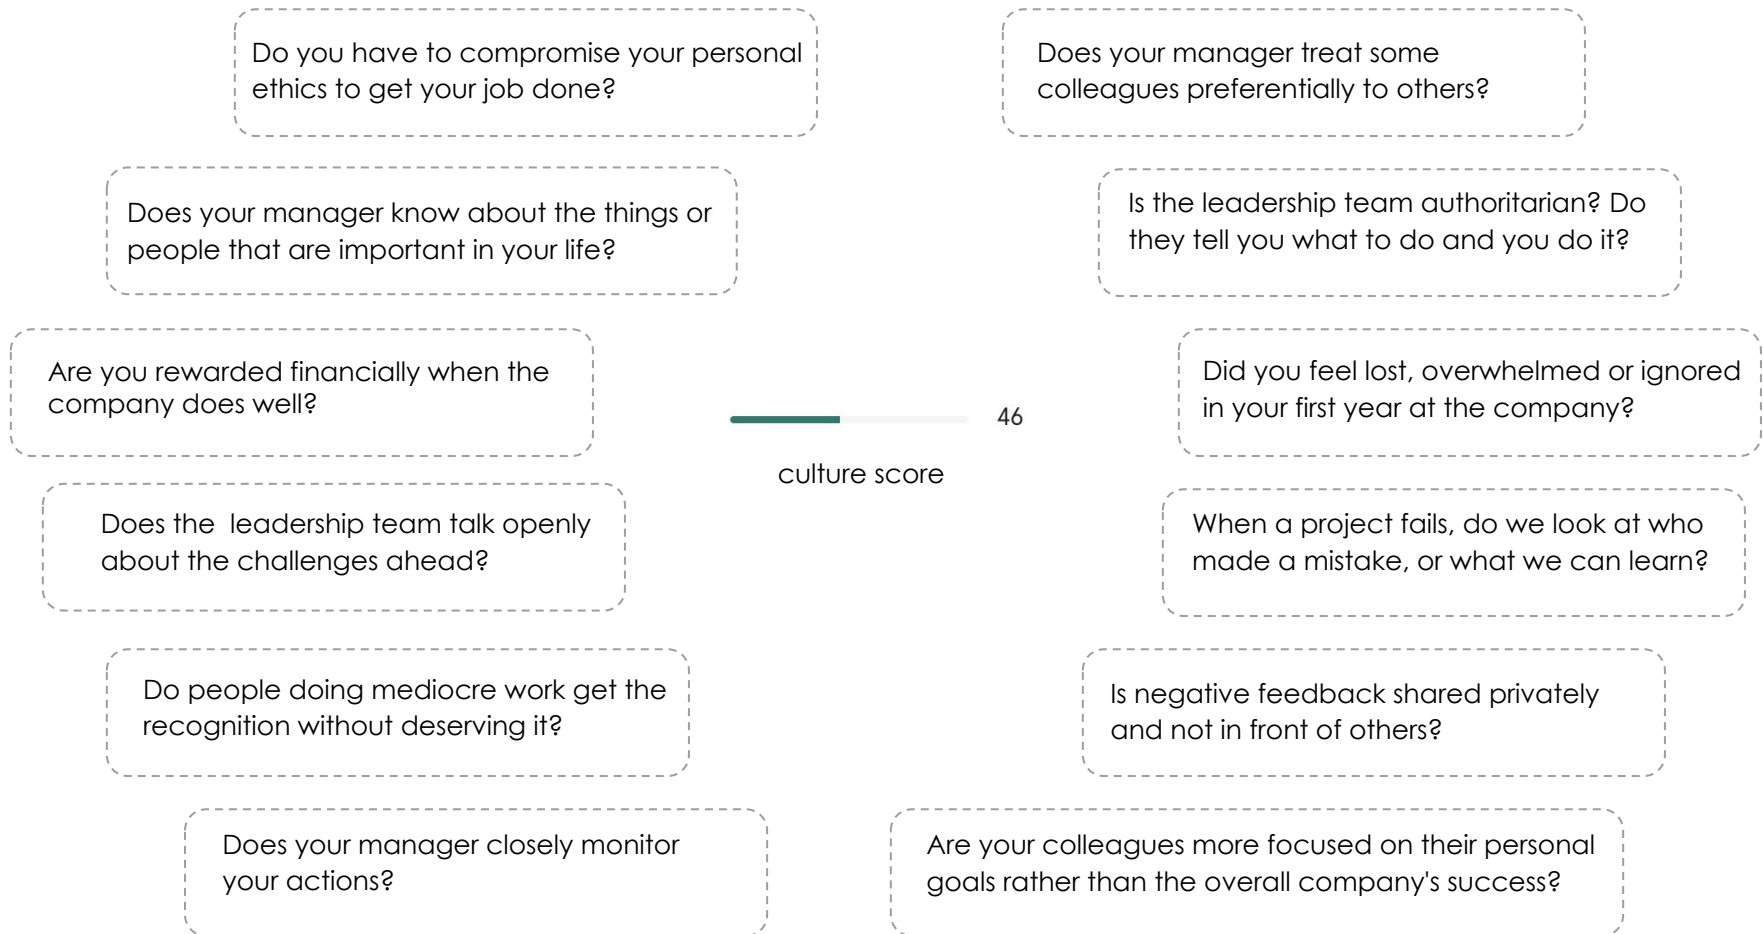 Do you have to compromise your personal
ethics to get your job done?
Does your manager treat some
colleagues preferentially to others?
Does your manager know about the things or
people that are important in your life?
Is the leadership team authoritarian? Do
they tell you what to do and you do it?
Are you rewarded financially when the
company does well?
Did you feel lost, overwhelmed or ignored
in your first year at the company?
46
culture score
Does the  leadership team talk openly
about the challenges ahead?
When a project fails, do we look at who
made a mistake, or what we can learn?
Do people doing mediocre work get the
recognition without deserving it?
Is negative feedback shared privately
and not in front of others?
Does your manager closely monitor
your actions?
Are your colleagues more focused on their personal
goals rather than the overall company's success?